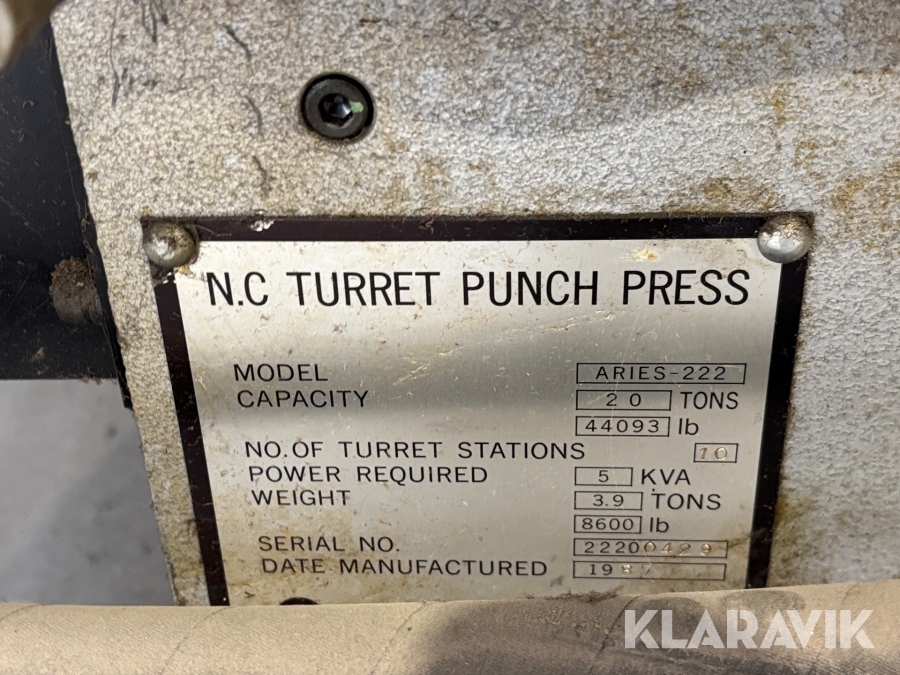 N.C TURRET PUNCH PRESS
MODEL ARIES-222
CAPACITY 20 TONS
44093 lb
NO. OF TURRET STATIONS 10
POWER REQUIRED 5 KVA
WEIGHT 3.9 TONS
8600 lb
SERIAL NO. 22200429
DATE MANUFACTURED 1987
KLARAVIK